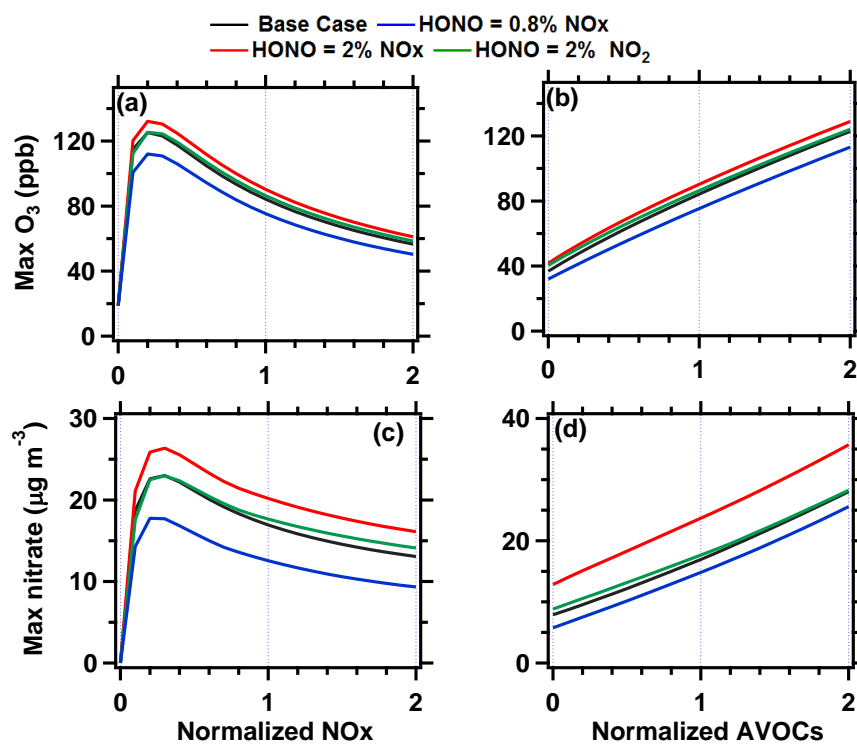 Base Case HONO = 0.8% NOx
HONO = 2% NOx HONO = 2% NO₂
(a)
Max O₃ (ppb)
120
80
40
0
0 1 2
(b)
120
80
40
0
0 1 2
(c)
Max nitrate (μg m⁻³)
30
20
10
0
0 1 2
Normalized NOx
(d)
40
20
0
0 1 2
Normalized AVOCs